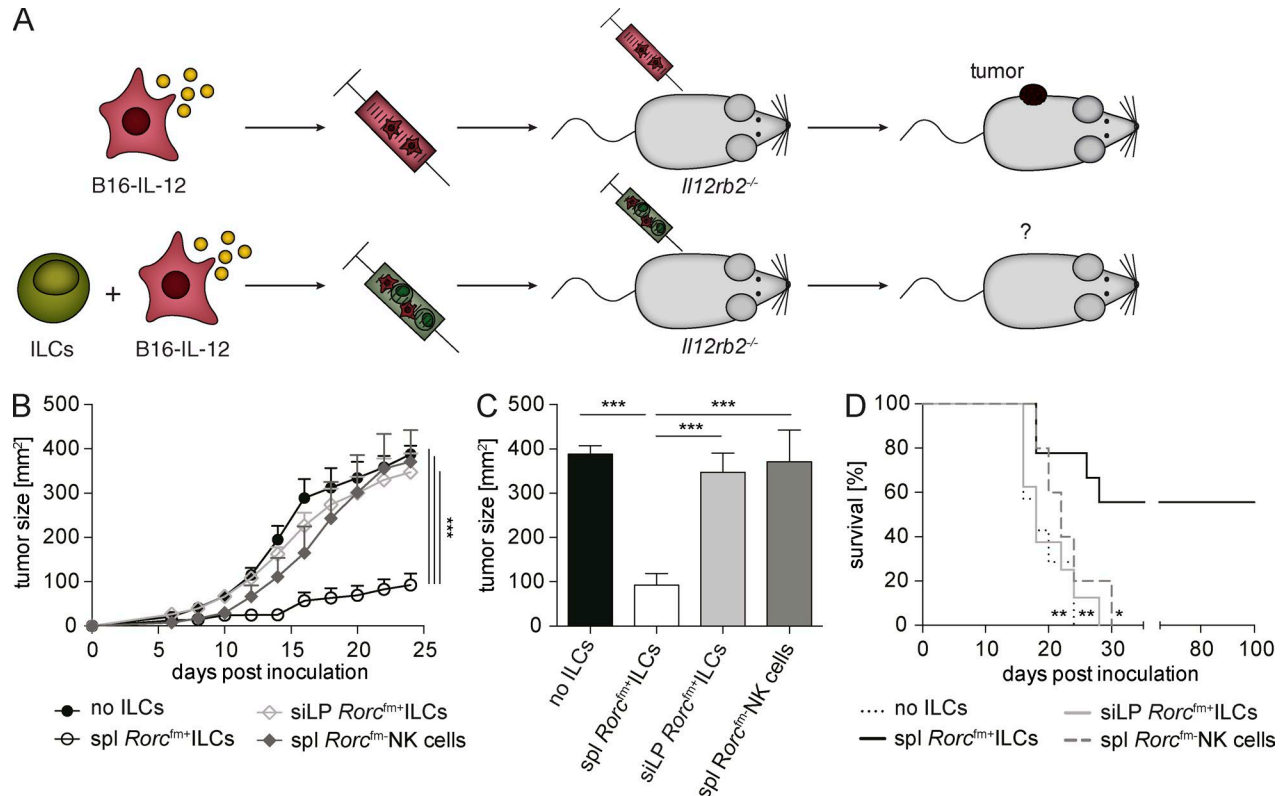 A
tumor
B16-IL-12
Il12rb2-/-
?
+
ILCs
B16-IL-12
Il12rb2-/-
B
500
400
300
200
100
0
tumor size [mm2]
***
0 5 10 15 20 25
days post inoculation
no ILCs
spl Rorcfm+ILCs
siLP Rorcfm+ILCs
spl Rorcfm-NK cells
C
500
400
300
200
100
0
tumor size [mm2]
*** ***
***
no ILCs
spl Rorcfm+ILCs
siLP Rorcfm+ILCs
spl Rorcfm-NK cells
D
100
80
60
40
20
0
survival [%]
** ** *
0 10 20 30 100
days post inoculation
no ILCs
spl Rorcfm+ILCs
siLP Rorcfm+ILCs
spl Rorcfm-NK cells